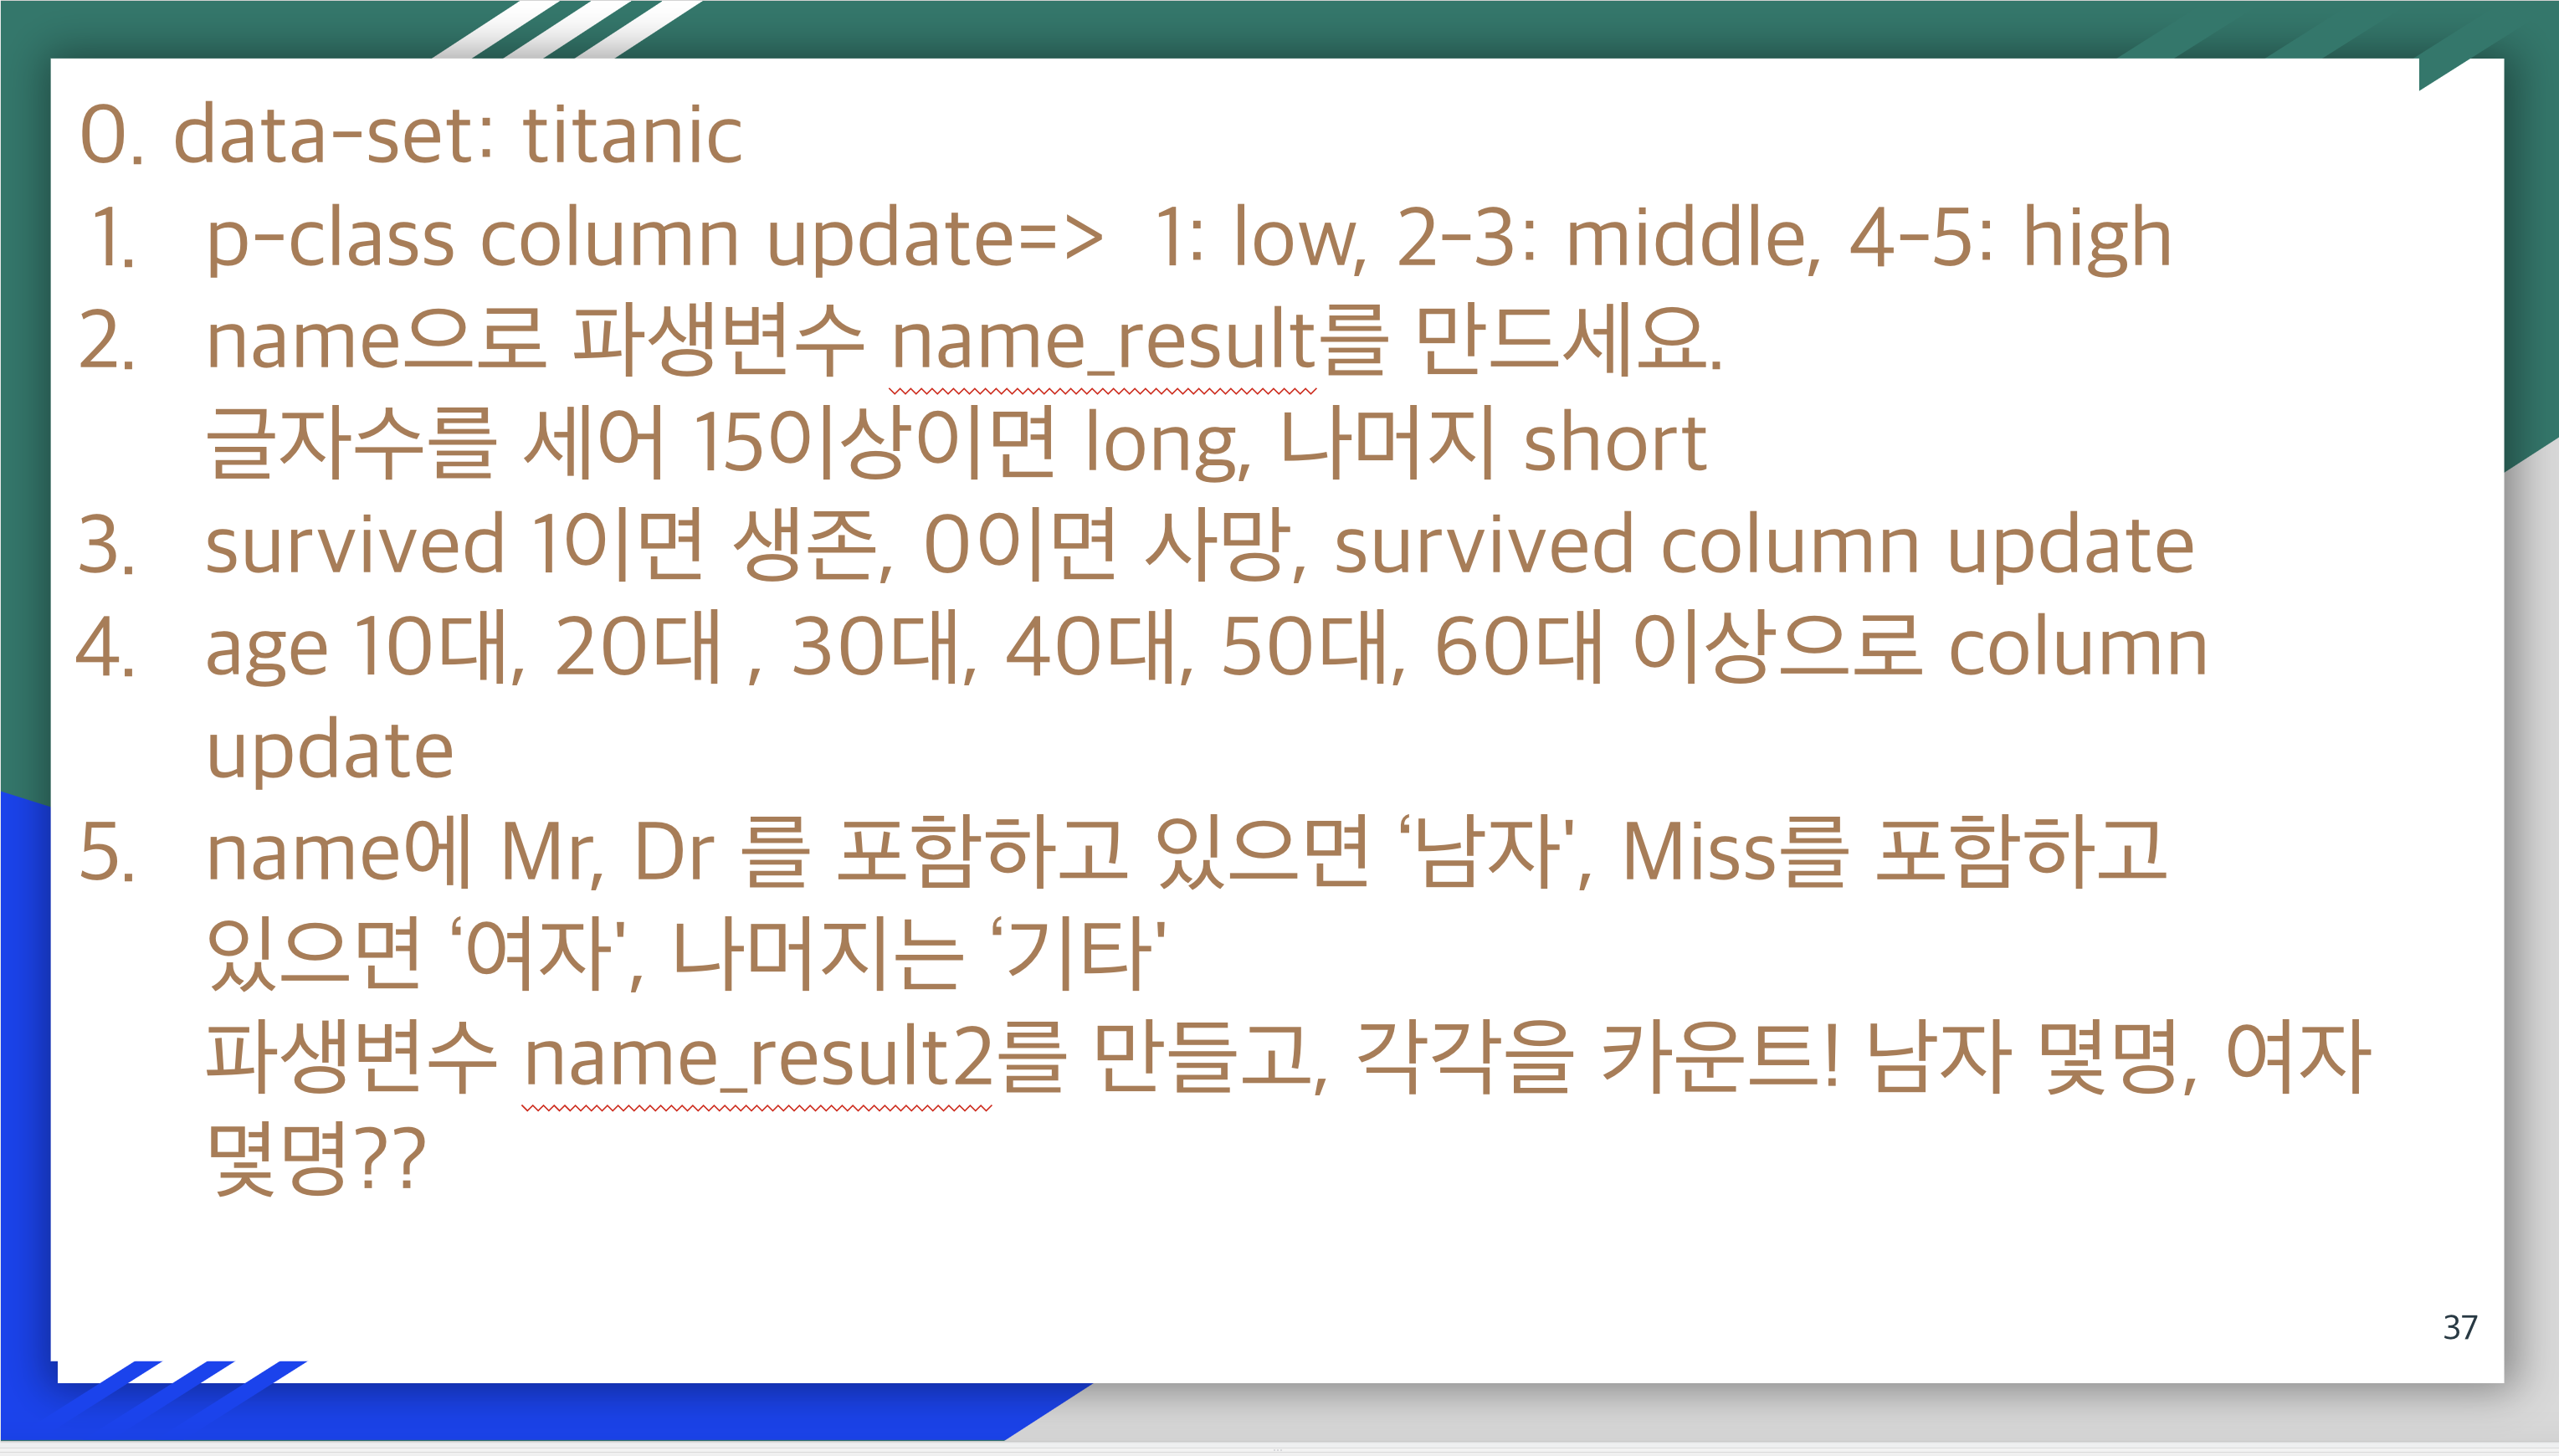 0. data-set: titanic
1. p-class column update=> 1: low, 2-3: middle, 4-5: high
2. name으로 파생변수 name_result를 만드세요.
글자수를 세어 15이상이면 long, 나머지 short
3. survived 1이면 생존, 0이면 사망, survived column update
4. age 10대, 20대 , 30대, 40대, 50대, 60대 이상으로 column
update
5. name에 Mr, Dr 를 포함하고 있으면 ‘남자', Miss를 포함하고
있으면 ‘여자', 나머지는 ‘기타'
파생변수 name_result2를 만들고, 각각을 카운트! 남자 몇명, 여자
몇명??
37